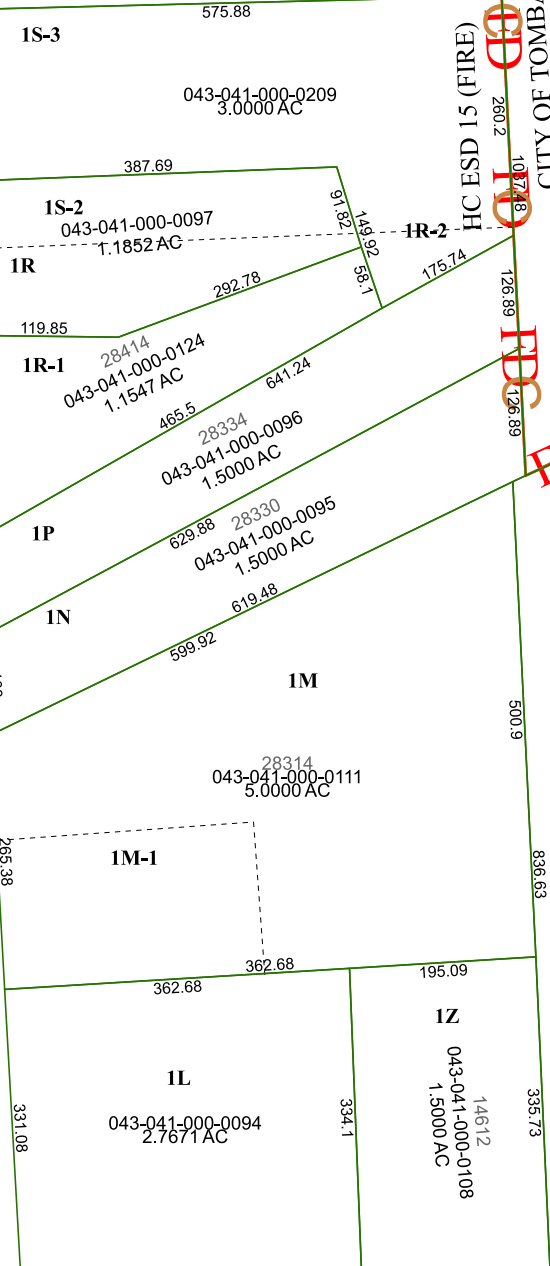 575.88
1S-3
043-041-000-0209
3.0000 AC
HC ESD 15 (FIRE)
260.2
1037.48
387.69
1S-2
043-041-000-0097
1.1852 AC
91.82
149.92
1R-2
1R
58.1
175.74
292.78
126.89
119.85
1R-1
28414
043-041-000-0124
1.1547 AC
641.24
465.5
28334
043-041-000-0096
1.5000 AC
126.89
1P
629.88
28330
043-041-000-0095
1.5000 AC
1N
619.48
599.92
1M
500.9
28314
043-041-000-0111
5.0000 AC
265.38
1M-1
836.63
362.68
362.68
195.09
1Z
1L
043-041-000-0094
2.7671 AC
331.08
334.1
14612
043-041-000-0108
1.5000 AC
335.73